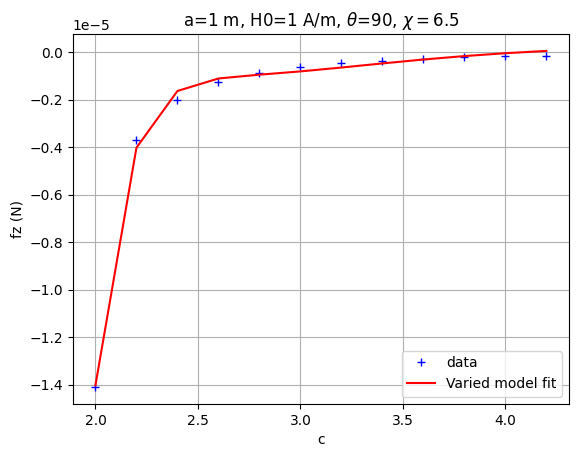 a=1 m, H0=1 A/m, θ=90, χ = 6.5
1e−5
0.0
−0.2
−0.4
−0.6
−0.8
−1.0
−1.2
−1.4
fz (N)
2.0 2.5 3.0 3.5 4.0
c
data
Varied model fit